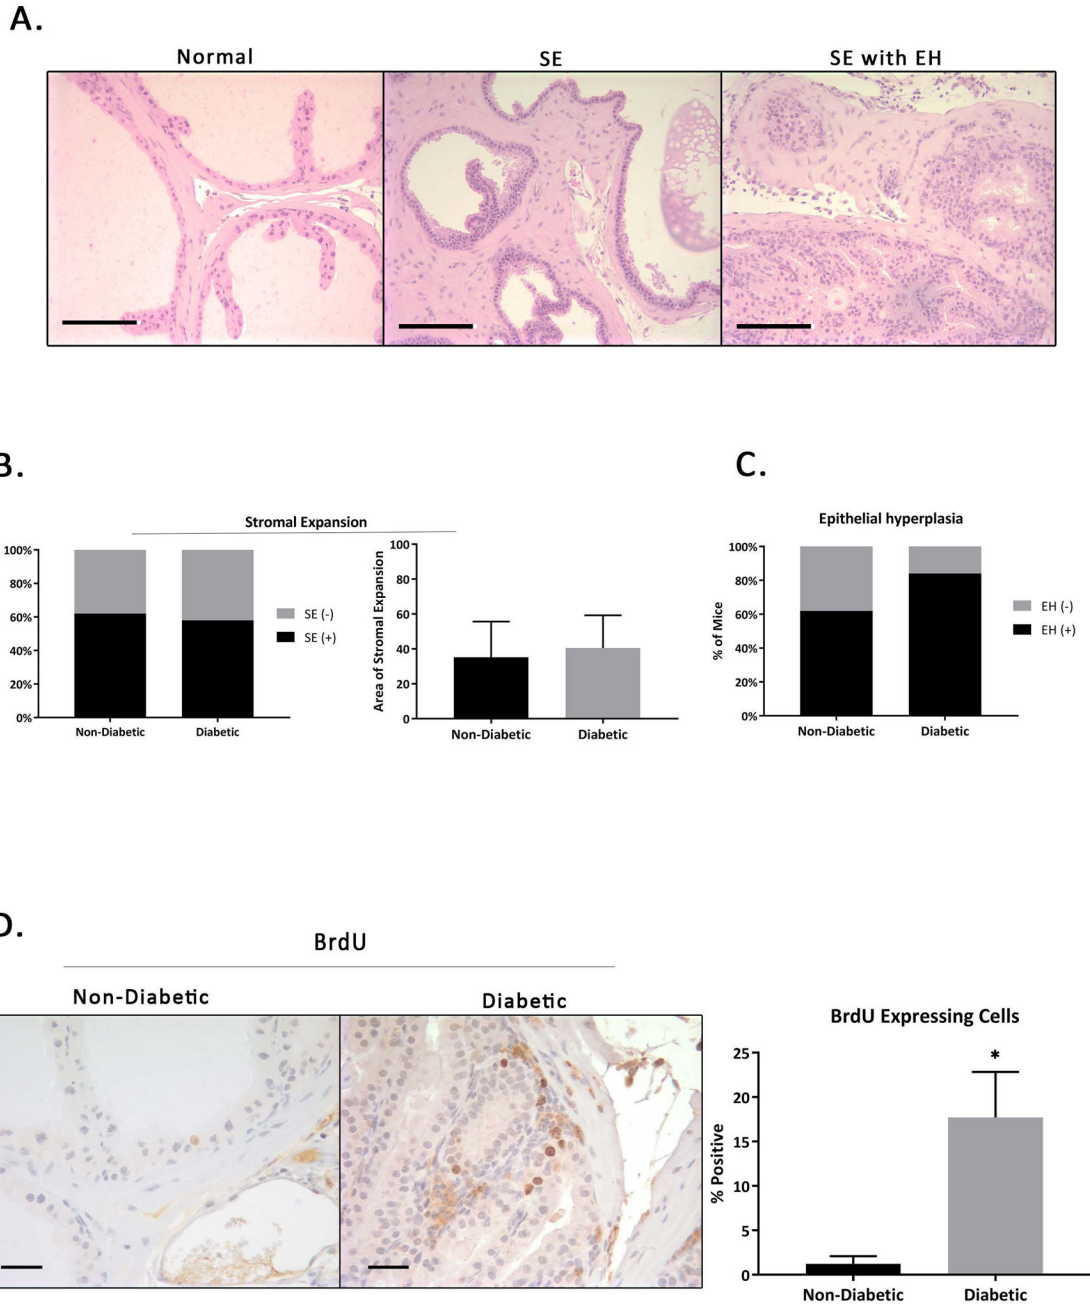 A.
Normal
SE
SE with EH
B.
C.
Stromal Expansion
100%
80%
60%
40%
20%
0%
Non-Diabetic
Diabetic
SE (-)
SE (+)
Area of Stromal Expansion
100
80
60
40
20
0
Non-Diabetic
Diabetic
Epithelial hyperplasia
% of Mice
100%
80%
60%
40%
20%
0%
Non-Diabetic
Diabetic
EH (-)
EH (+)
D.
BrdU
Non-Diabetic
Diabetic
BrdU Expressing Cells
% Positive
25
20
15
10
5
0
*
Non-Diabetic
Diabetic